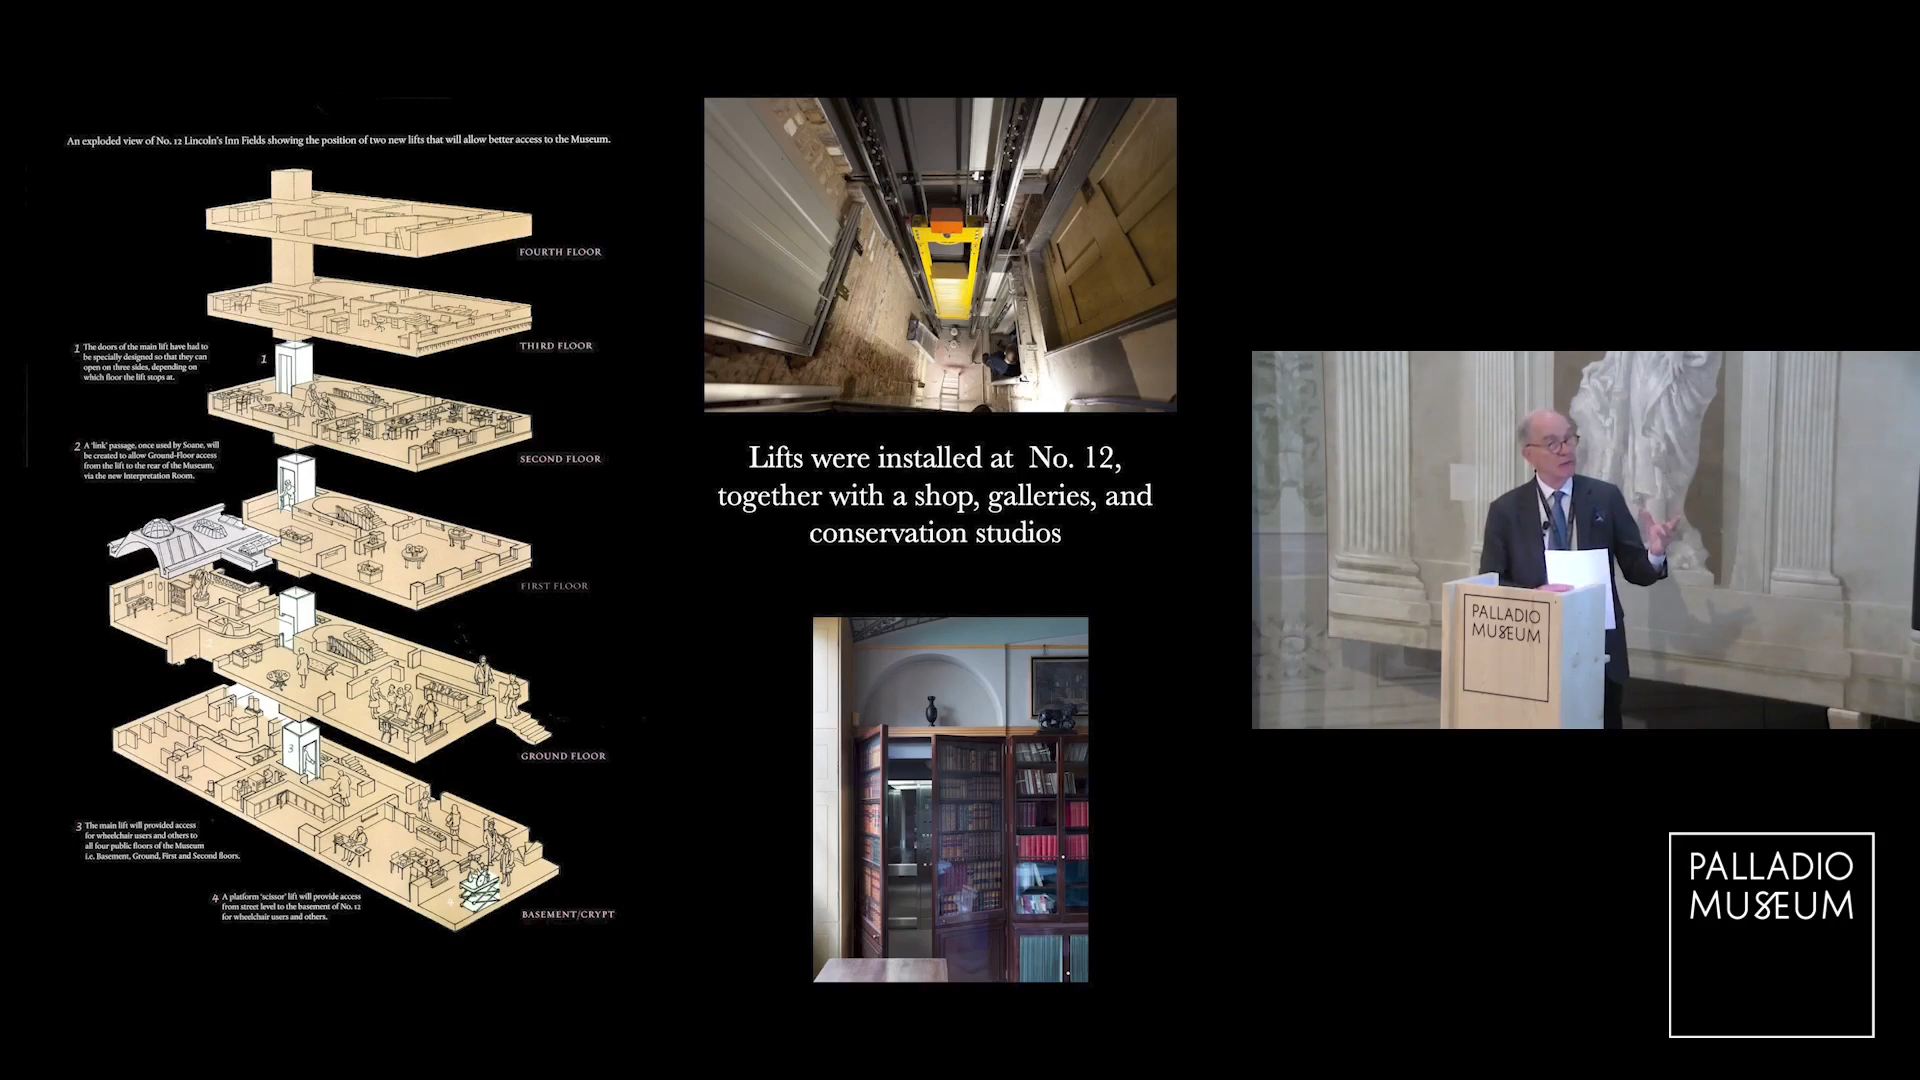 An exploded view of No. 12 Lincoln's Inn Fields showing the position of two new lifts that will allow better access to the Museum.
FOURTH FLOOR
THIRD FLOOR
1 The doors of the main lift have had to
be specially designed so that they can
open on three sides, depending on
which floor the lift stops at.
1
2 A 'link' passage, once used by Soane, will
be created to allow Ground-Floor access
from the lift to the rear of the Museum,
via the new Interpretation Room.
SECOND FLOOR
FIRST FLOOR
GROUND FLOOR
3
3 The main lift will provided access
for wheelchair users and others to
all four public floors of the Museum
i.e. Basement, Ground, First and Second floors.
4 A platform 'scissor' lift will provide access
from street level to the basement of No. 12
for wheelchair users and others.
4
BASEMENT/CRYPT
Lifts were installed at No. 12,
together with a shop, galleries, and
conservation studios
PALLADIO
MUSEUM
PALLADIO
MUSEUM